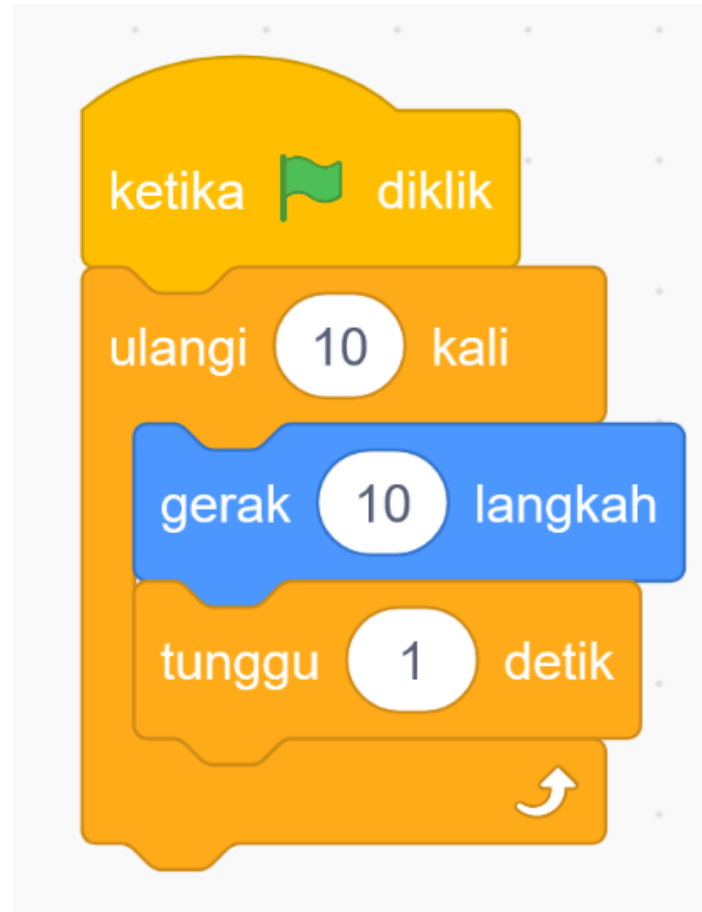 ketika diklik
ulangi 10 kali
gerak 10 langkah
tunggu 1 detik